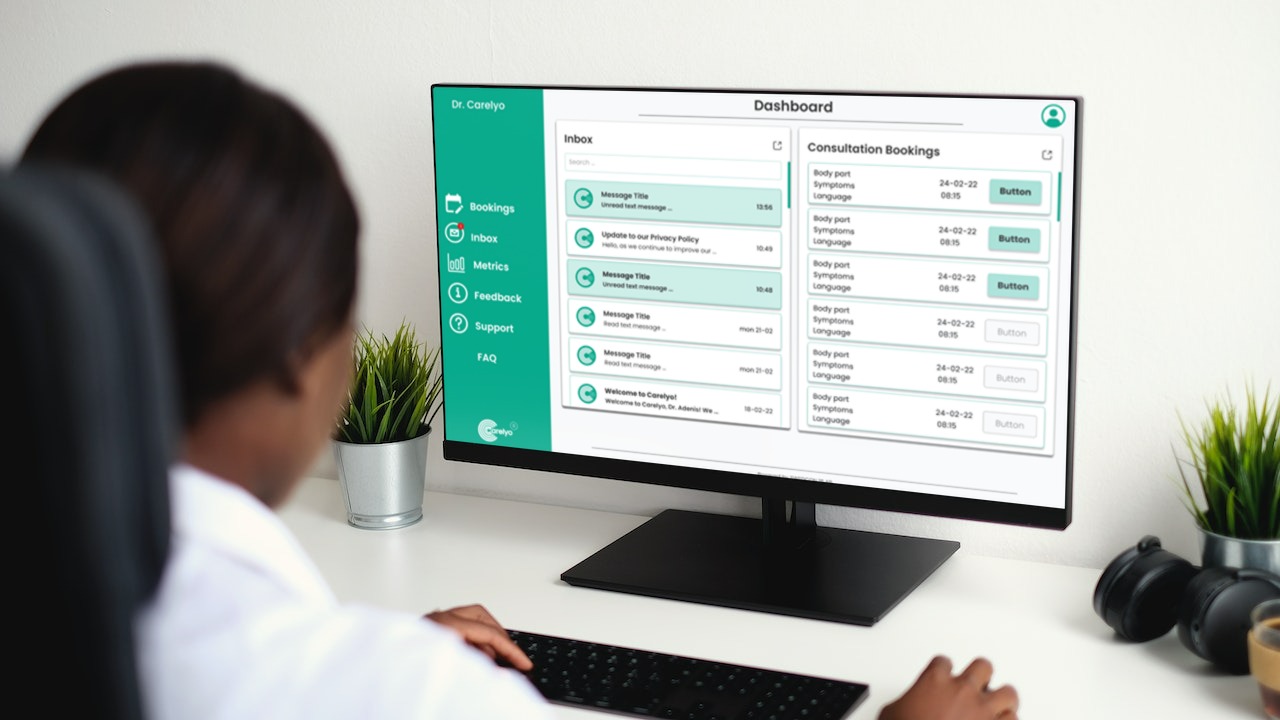 Dr. Carelyo
Bookings
Inbox
Metrics
Feedback
Support
FAQ
Carelyo
Dashboard
Inbox
Search ...
Message Title
Unread text message ...
13:56
Update to our Privacy Policy
Hello, as we continue to improve our ...
10:49
Message Title
Unread text message ...
10:48
Message Title
Read text message ...
mon 21-02
Message Title
Read text message ...
mon 21-02
Welcome to Carelyo!
Welcome to Carelyo, Dr. Adenis! We ...
18-02-22
Consultation Bookings
Body part
Symptoms
Language
24-02-22
08:15
Button
Body part
Symptoms
Language
24-02-22
08:15
Button
Body part
Symptoms
Language
24-02-22
08:15
Button
Body part
Symptoms
Language
24-02-22
08:15
Button
Body part
Symptoms
Language
24-02-22
08:15
Button
Body part
Symptoms
Language
24-02-22
08:15
Button